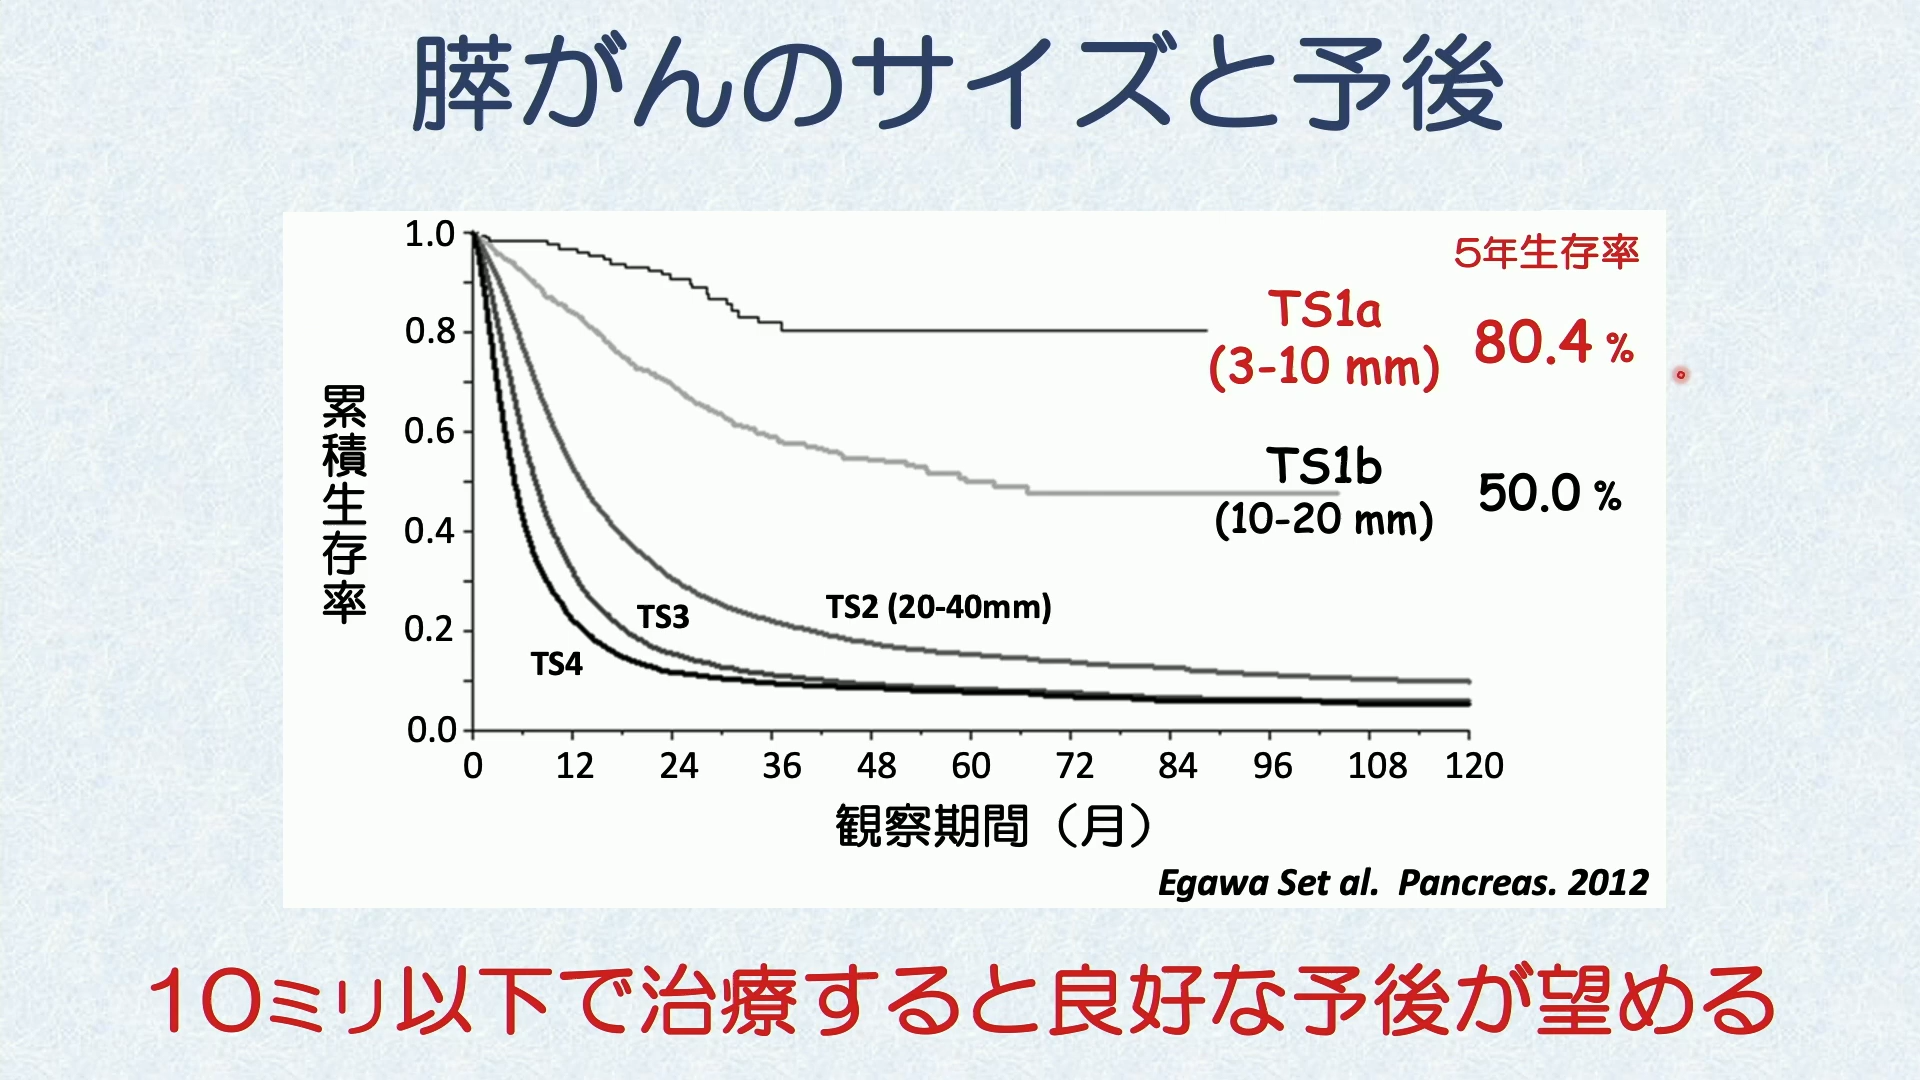 膵がんのサイズと予後
5年生存率
TS1a
(3-10 mm)
80.4 %
TS1b
(10-20 mm)
50.0 %
TS2 (20-40mm)
TS3
TS4
累積生存率
1.0
0.8
0.6
0.4
0.2
0.0
0 12 24 36 48 60 72 84 96 108 120
観察期間（月）
Egawa Set al. Pancreas. 2012
10ミリ以下で治療すると良好な予後が望める